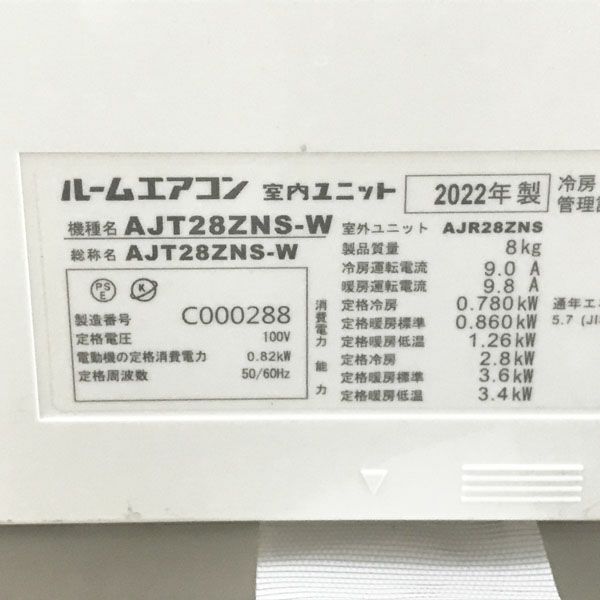 ルームエアコン 室内ユニット 2022年 製 冷房
管理
機種名 AJT28ZNS-W 室外ユニット AJR28ZNS
総称名 AJT28ZNS-W 製品質量 8kg
冷房運転電流 9.0 A
暖房運転電流 9.8 A
PS
E
K
製造番号 C000288
定格電圧 100V
電動機の定格消費電力 0.82kW
定格周波数 50/60Hz
消費電力
定格冷房 0.780kW 通年エネ
定格暖房標準 0.860kW 5.7 (JI
定格暖房低温 1.26kW
能力
定格冷房 2.8kW
定格暖房標準 3.6kW
定格暖房低温 3.4kW